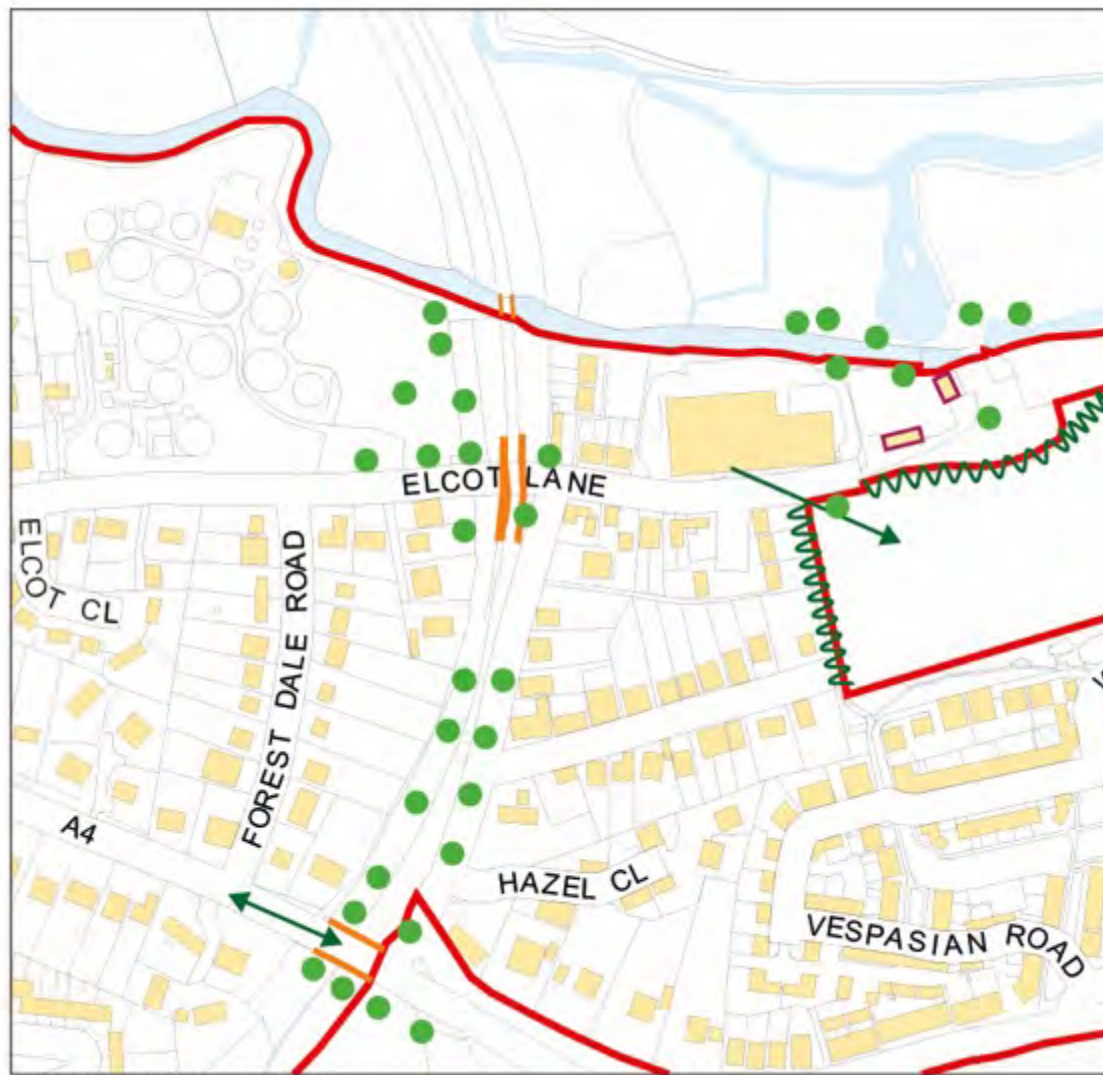 ELCOT LANE
ELCOT CL
FOREST DALE ROAD
A4
HAZEL CL
VESPASIAN ROAD